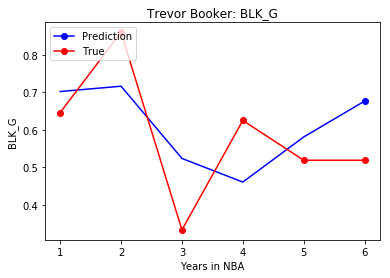 Trevor Booker: BLK_G
Prediction
True
0.8
0.7
0.6
0.5
0.4
BLK_G
1 2 3 4 5 6
Years in NBA